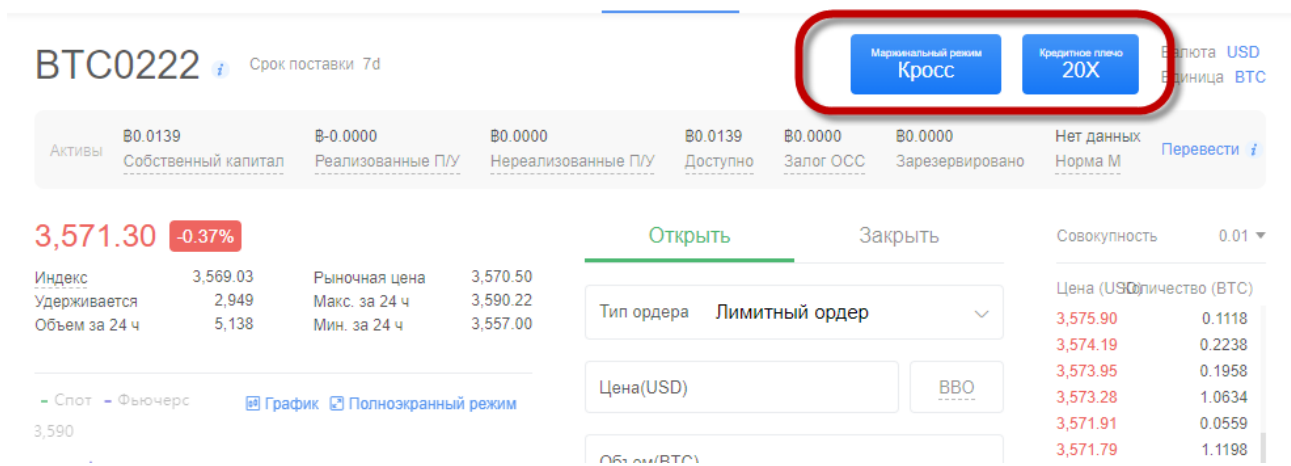 BTC0222 i Срок поставки 7d
Маржинальный режим
Кросс
Кредитное плечо
20X
Валюта USD
Единица BTC
Активы
฿0.0139 ฿-0.0000 ฿0.0000 ฿0.0139 ฿0.0000 ฿0.0000 Нет данных
Собственный капитал Реализованные П/У Нереализованные П/У Доступно Залог ОСС Зарезервировано Норма М
Перевести i
3,571.30 -0.37%
Индекс 3,569.03 Рыночная цена 3,570.50
Удерживается 2,949 Макс. за 24 ч 3,590.22
Объем за 24 ч 5,138 Мин. за 24 ч 3,557.00
– Спот – Фьючерс График Полноэкранный режим
3,590
Открыть Закрыть
Тип ордера Лимитный ордер
Цена(USD) BBO
Объем(BTC)
Совокупность 0.01
Цена (USD) Количество (BTC)
3,575.90 0.1118
3,574.19 0.2238
3,573.95 0.1958
3,573.28 1.0634
3,571.91 0.0559
3,571.79 1.1198